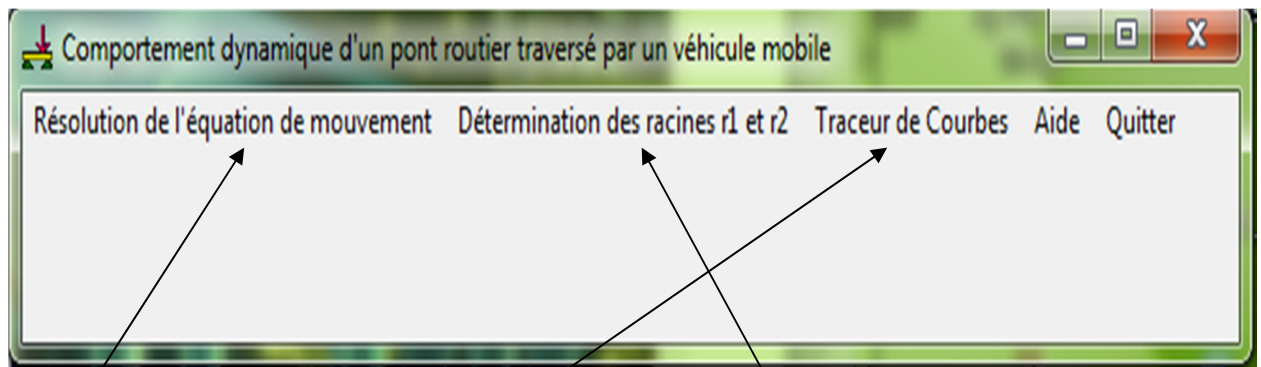 Comportement dynamique d'un pont routier traversé par un véhicule mobile
Résolution de l'équation de mouvement Détermination des racines r1 et r2 Traceur de Courbes Aide Quitter